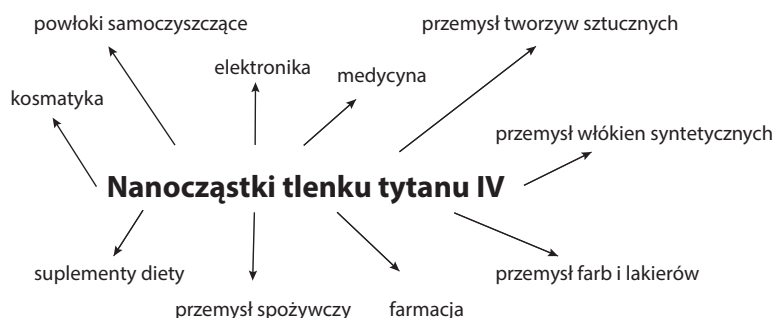 powłoki samoczyszczące
przemysł tworzyw sztucznych
elektronika
medycyna
kosmatyka
przemysł włókien syntetycznych
Nanocząstki tlenku tytanu IV
suplementy diety
przemysł farb i lakierów
przemysł spożywczy
farmacja